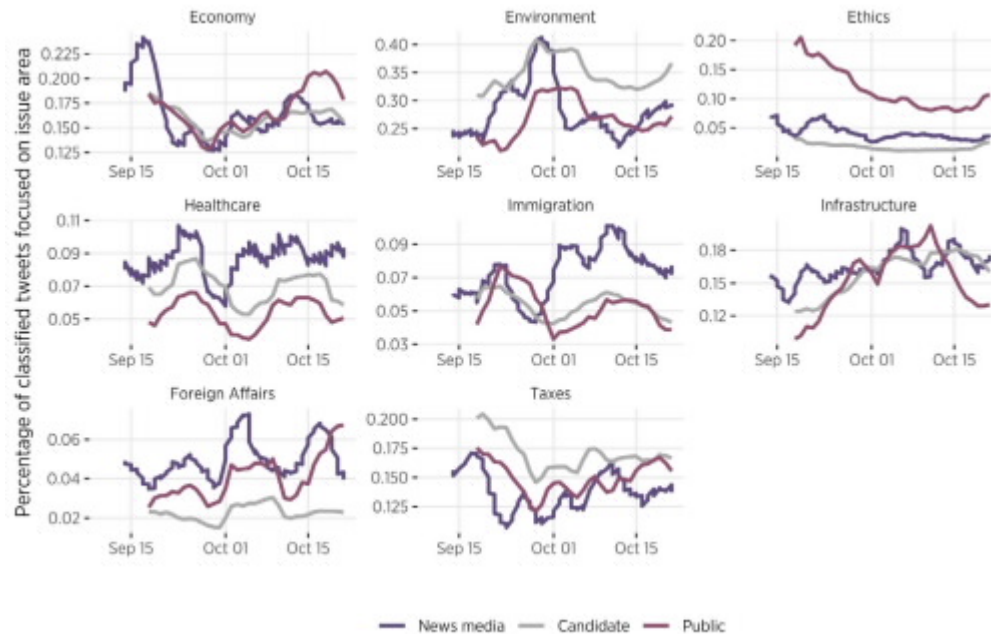 Percentage of classified tweets focused on issue area
Economy
0.225
0.200
0.175
0.150
0.125
Sep 15 Oct 01 Oct 15
Environment
0.40
0.35
0.30
0.25
Sep 15 Oct 01 Oct 15
Ethics
0.20
0.15
0.10
0.05
Sep 15 Oct 01 Oct 15
Healthcare
0.11
0.09
0.07
0.05
Sep 15 Oct 01 Oct 15
Immigration
0.09
0.07
0.05
0.03
Sep 15 Oct 01 Oct 15
Infrastructure
0.18
0.15
0.12
Sep 15 Oct 01 Oct 15
Foreign Affairs
0.06
0.04
0.02
Sep 15 Oct 01 Oct 15
Taxes
0.200
0.175
0.150
0.125
Sep 15 Oct 01 Oct 15
News media Candidate Public